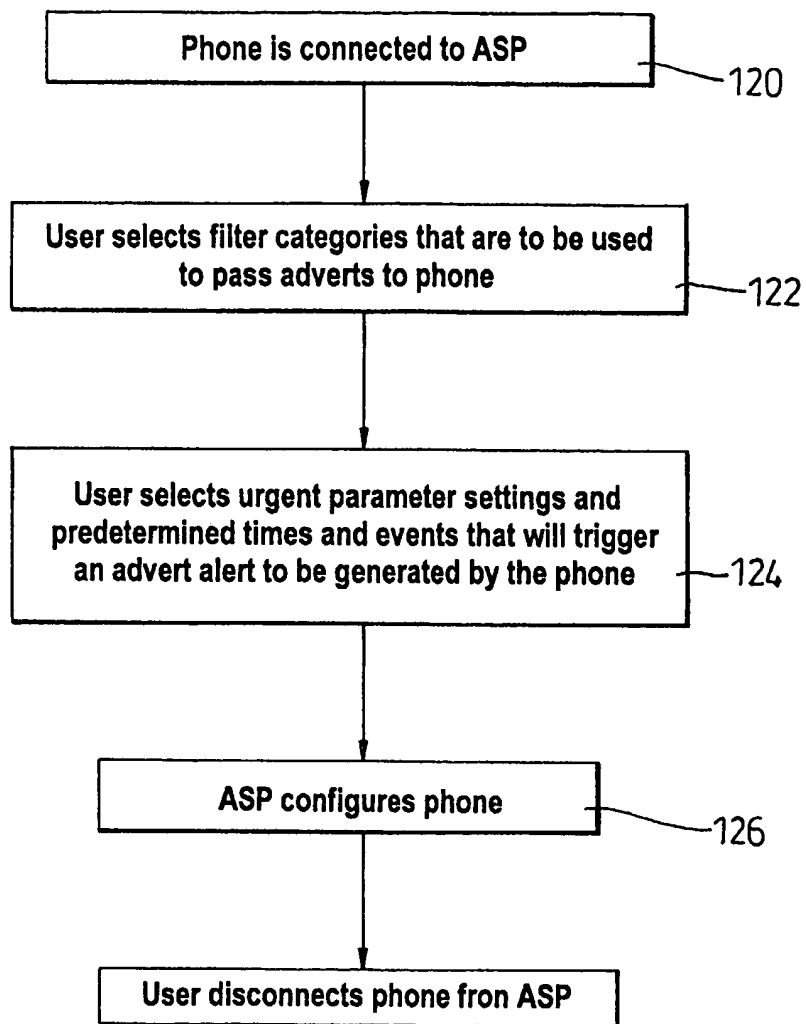 Phone is connected to ASP
120
User selects filter categories that are to be used
to pass adverts to phone
122
User selects urgent parameter settings and
predetermined times and events that will trigger
an advert alert to be generated by the phone
124
ASP configures phone
126
User disconnects phone fron ASP